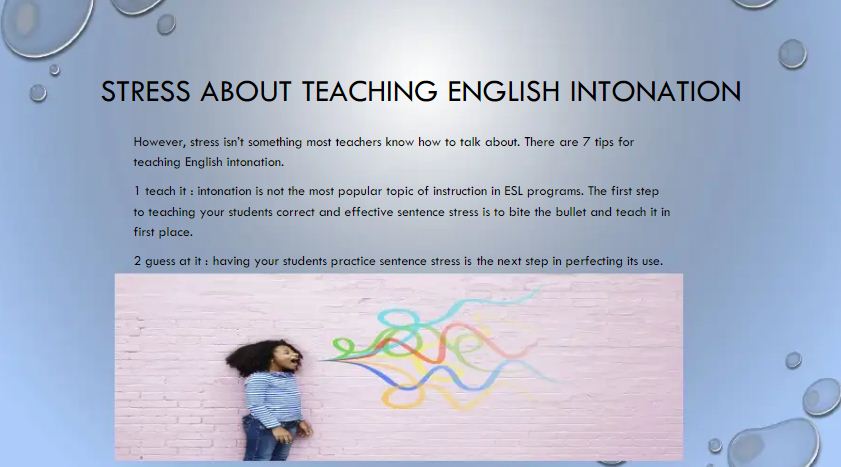 STRESS ABOUT TEACHING ENGLISH INTONATION
However, stress isn't something most teachers know how to talk about. There are 7 tips for
teaching English intonation.
1 teach it : intonation is not the most popular topic of instruction in ESL programs. The first step
to teaching your students correct and effective sentence stress is to bite the bullet and teach it in
first place.
2 guess at it : having your students practice sentence stress is the next step in perfecting its use.